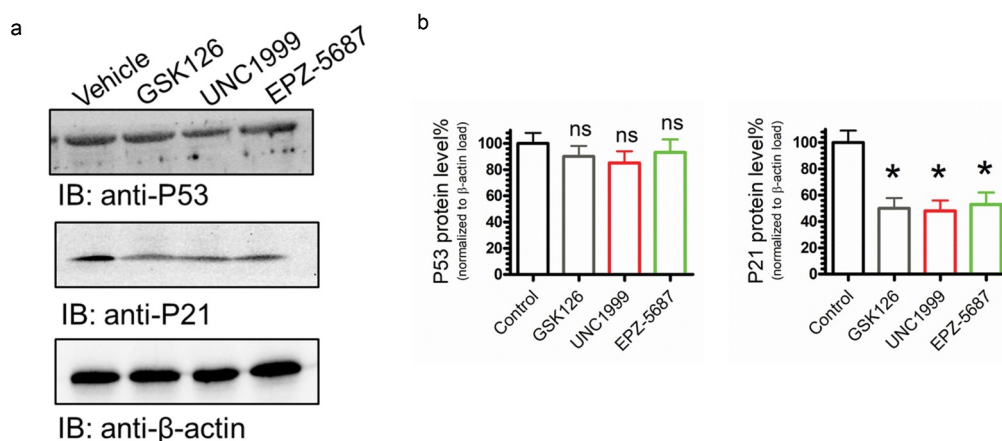 a
Vehicle
GSK126
UNC1999
EPZ-5687
IB: anti-P53
IB: anti-P21
IB: anti-β-actin
b
P53 protein level%
(normalized to β-actin load)
100
80
60
40
20
0
ns
ns
ns
Control
GSK126
UNC1999
EPZ-5687
P21 protein level%
(normalized to β-actin load)
100
80
60
40
20
0
*
*
*
Control
GSK126
UNC1999
EPZ-5687